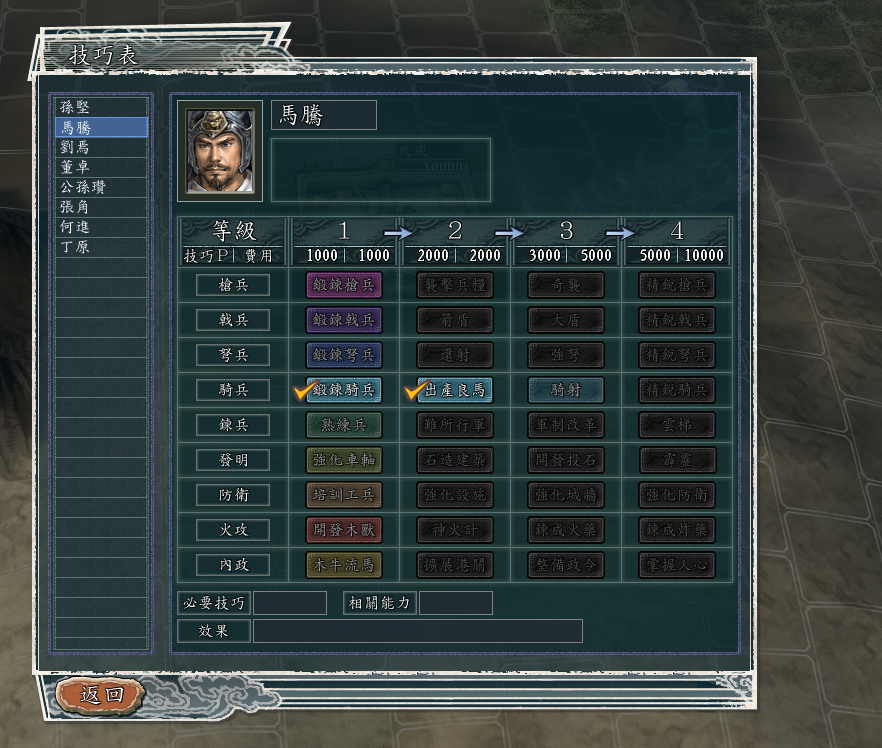 技巧表
孫堅
馬騰
劉焉
董卓
公孫瓚
張角
何進
丁原
馬騰
武威
18000
等級 1 2 3 4
技巧P 費用 1000 1000 2000 2000 3000 5000 5000 10000
槍兵 鍛鍊槍兵 襲擊兵糧 奇襲 精銳槍兵
戟兵 鍛鍊戟兵 箭盾 大盾 精銳戟兵
弩兵 鍛鍊弩兵 還射 強弩 精銳弩兵
騎兵 鍛鍊騎兵 出產良馬 騎射 精銳騎兵
鍊兵 熟練兵 難所行軍 軍制改革 雲梯
發明 強化車軸 石造建築 開發投石 霹靂
防衛 培訓工兵 強化設施 強化城牆 強化防衛
火攻 開發木獸 神火計 鍊成火藥 鍊成炸藥
內政 木牛流馬 擴展港關 整備政令 掌握人心
必要技巧 相關能力
效果
返回